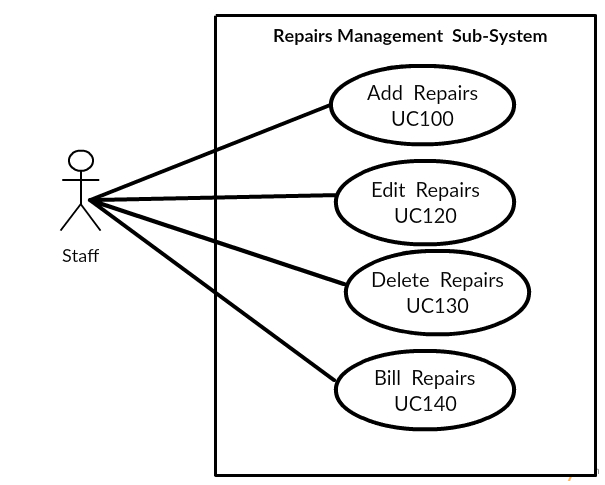 Repairs Management Sub-System
Add Repairs
UC100
Edit Repairs
UC120
Staff
Delete Repairs
UC130
Bill Repairs
UC140